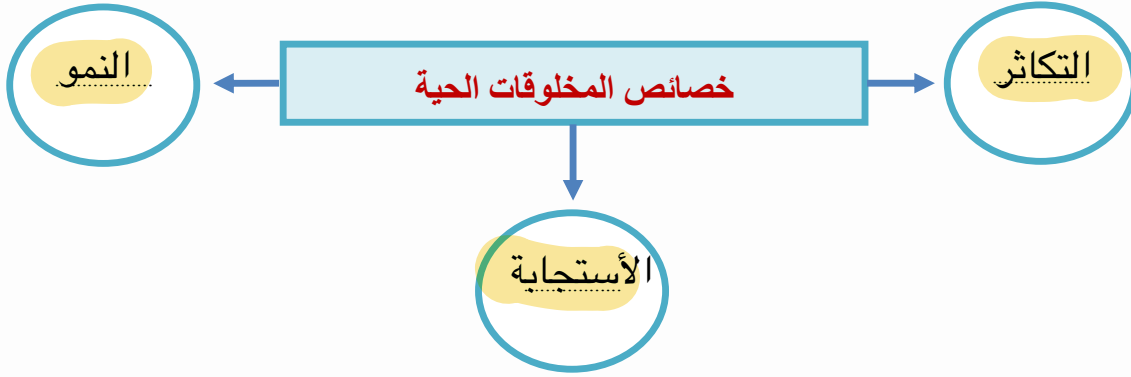 خصائص المخلوقات الحية
التكاثر
النمو
الأستجابة